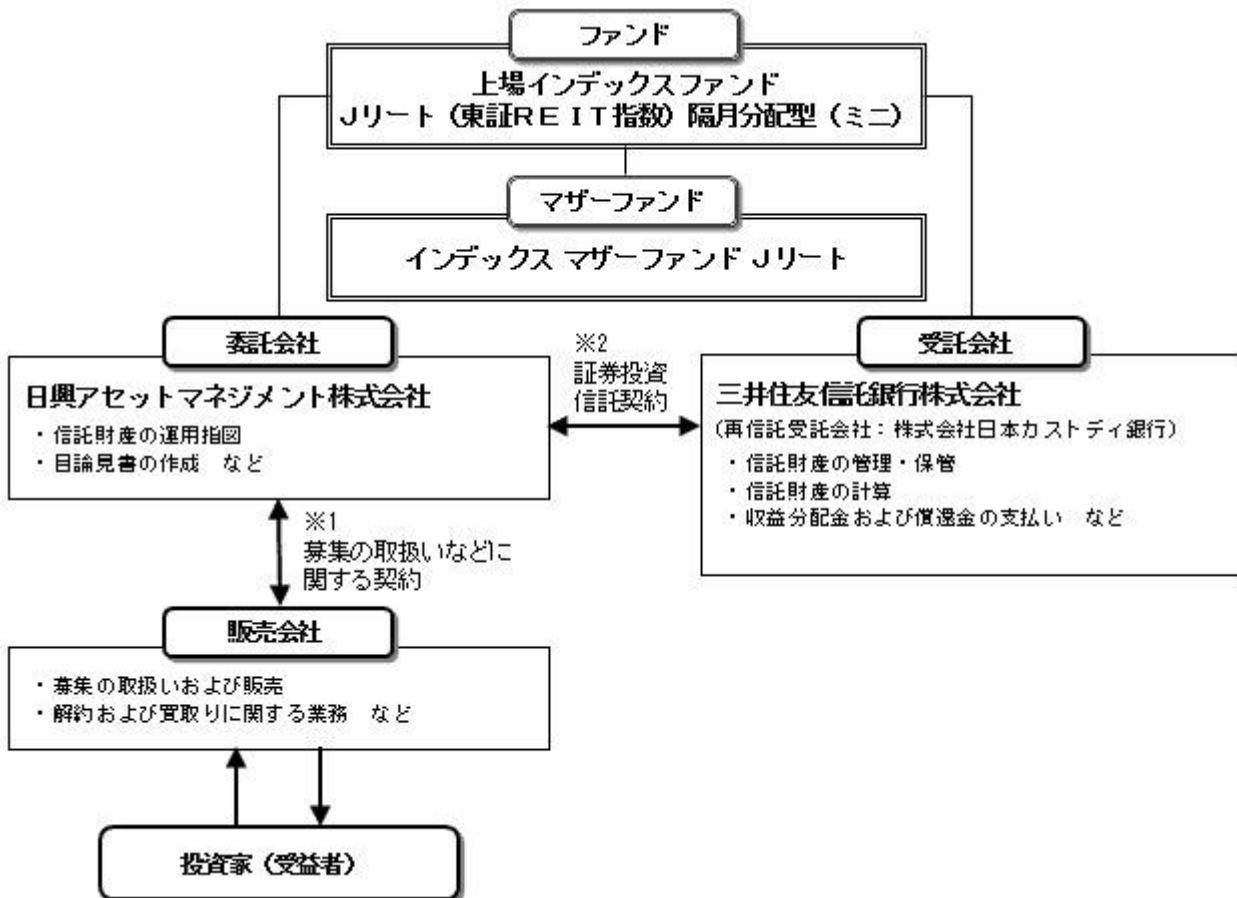 ファンド
上場インデックスファンド
Jリート（東証REIT指数）隔月分配型（ミニ）
マザーファンド
インデックス マザーファンド Jリート
委託会社
日興アセットマネジメント株式会社
・信託財産の運用指図
・目論見書の作成　など
※2
証券投資
信託契約
受託会社
三井住友信託銀行株式会社
(再信託受託会社：株式会社日本カストディ銀行)
・信託財産の管理・保管
・信託財産の計算
・収益分配金および償還金の支払い　など
※1
募集の取扱いなどに
関する契約
販売会社
・募集の取扱いおよび販売
・解約および買取りに関する業務　など
投資家（受益者）